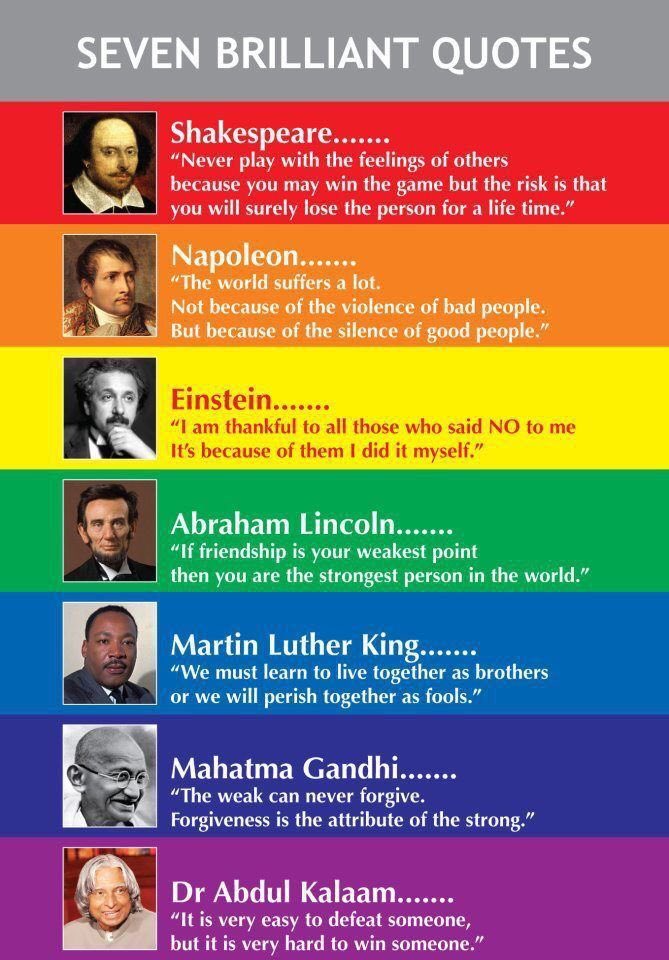 SEVEN BRILLIANT QUOTES
Shakespeare.......
“Never play with the feelings of others
because you may win the game but the risk is that
you will surely lose the person for a life time.”
Napoleon.......
“The world suffers a lot.
Not because of the violence of bad people.
But because of the silence of good people.”
Einstein.......
“I am thankful to all those who said NO to me
It’s because of them I did it myself.”
Abraham Lincoln.......
“If friendship is your weakest point
then you are the strongest person in the world.”
Martin Luther King.......
“We must learn to live together as brothers
or we will perish together as fools.”
Mahatma Gandhi.......
“The weak can never forgive.
Forgiveness is the attribute of the strong.”
Dr Abdul Kalaam.......
“It is very easy to defeat someone,
but it is very hard to win someone.”